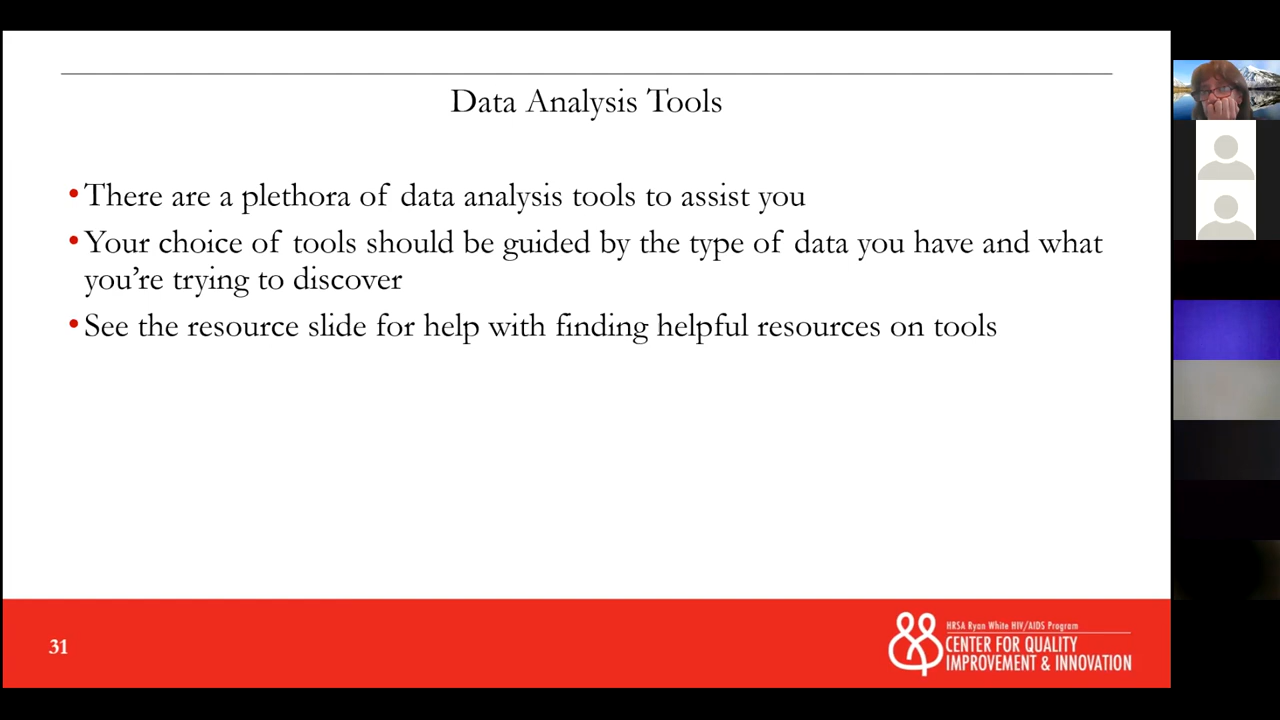 Data Analysis Tools
•There are a plethora of data analysis tools to assist you
•Your choice of tools should be guided by the type of data you have and what
you’re trying to discover
•See the resource slide for help with finding helpful resources on tools
31
HRSA Ryan White HIV/AIDS Program
CENTER FOR QUALITY
IMPROVEMENT & INNOVATION